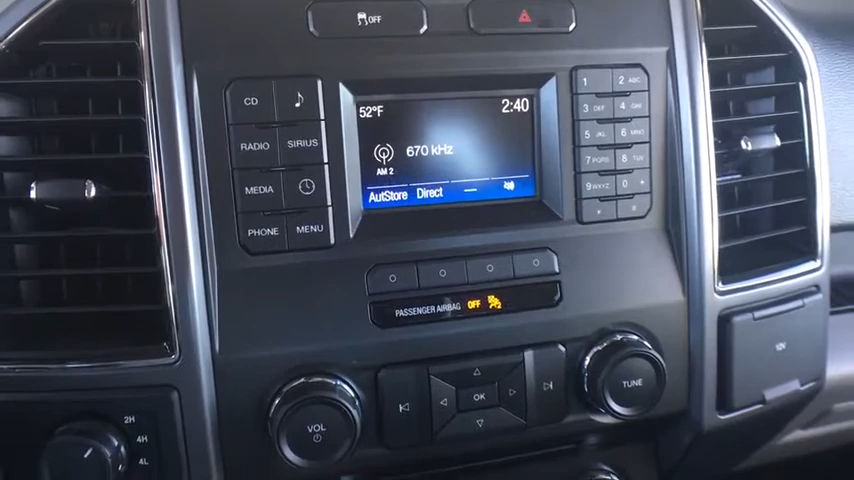 OFF
CD
RADIO
SIRIUS
MEDIA
PHONE
MENU
52°F
2:40
670 kHz
AM 2
AutStore
Direct
1
2 ABC
3 DEF
4 GHI
5 JKL
6 MNO
7 PQRS
8 TUV
9 WXYZ
0 +
*
#
PASSENGER AIRBAG OFF
VOL
OK
TUNE
2H
4H
4L
12V